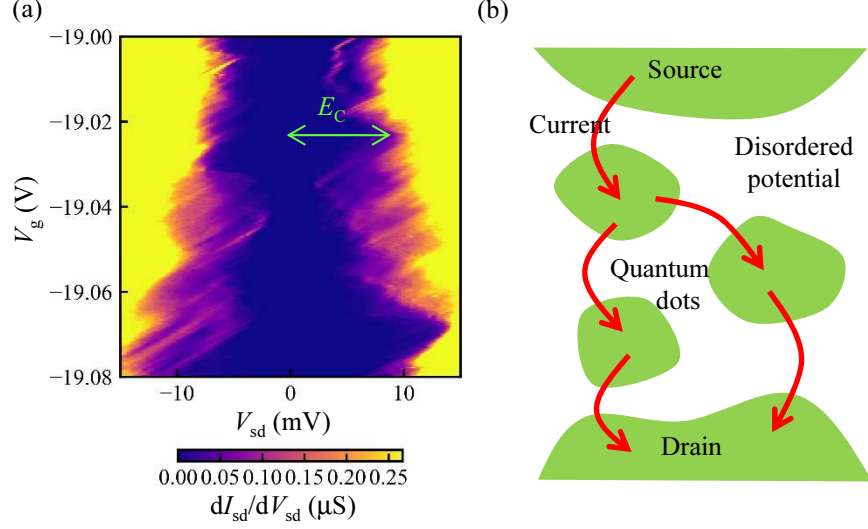 (a)
−19.00
−19.02
−19.04
−19.06
−19.08
V_g (V)
E_C
−10
0
10
V_sd (mV)
0.00 0.05 0.10 0.15 0.20 0.25
dI_sd/dV_sd (μS)
(b)
Source
Current
Disordered
potential
Quantum
dots
Drain